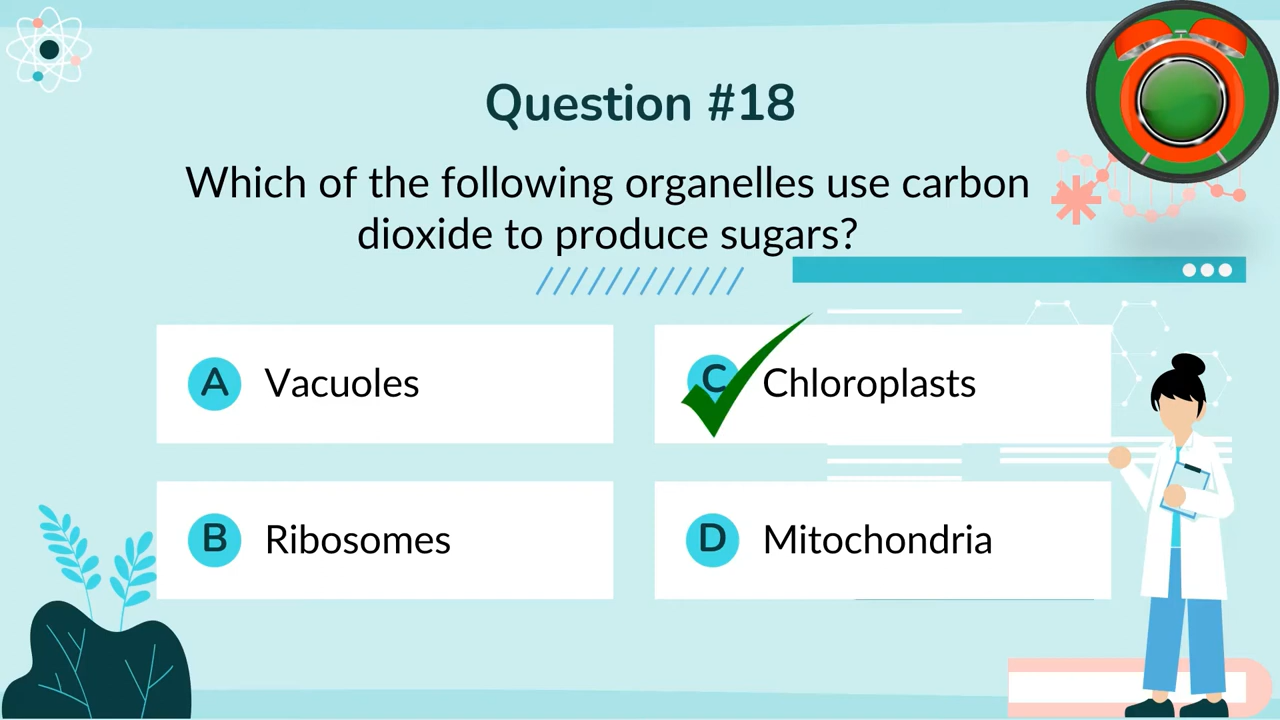 Question #18
Which of the following organelles use carbon
dioxide to produce sugars?
A Vacuoles
C Chloroplasts
B Ribosomes
D Mitochondria